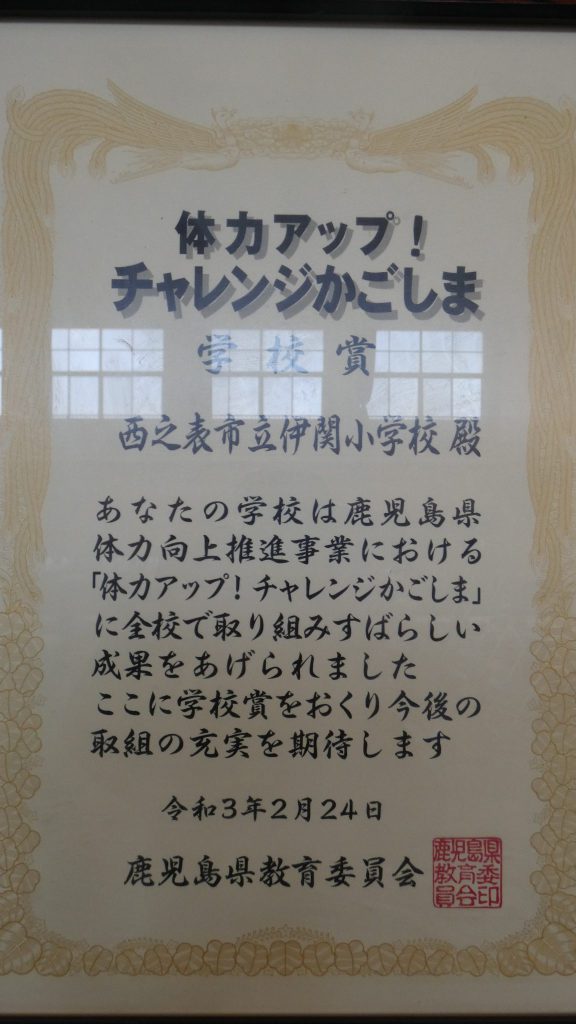 体力アップ!
チャレンジかごしま
学校賞
西之表市立伊関小学校 殿
あなたの学校は鹿児島県
体力向上推進事業における
「体力アップ!チャレンジかごしま」
に全校で取り組みすばらしい
成果をあげられました
ここに学校賞をおくり今後の
取組の充実を期待します
令和3年2月24日
鹿児島県教育委員会
鹿児島県教育委員会印